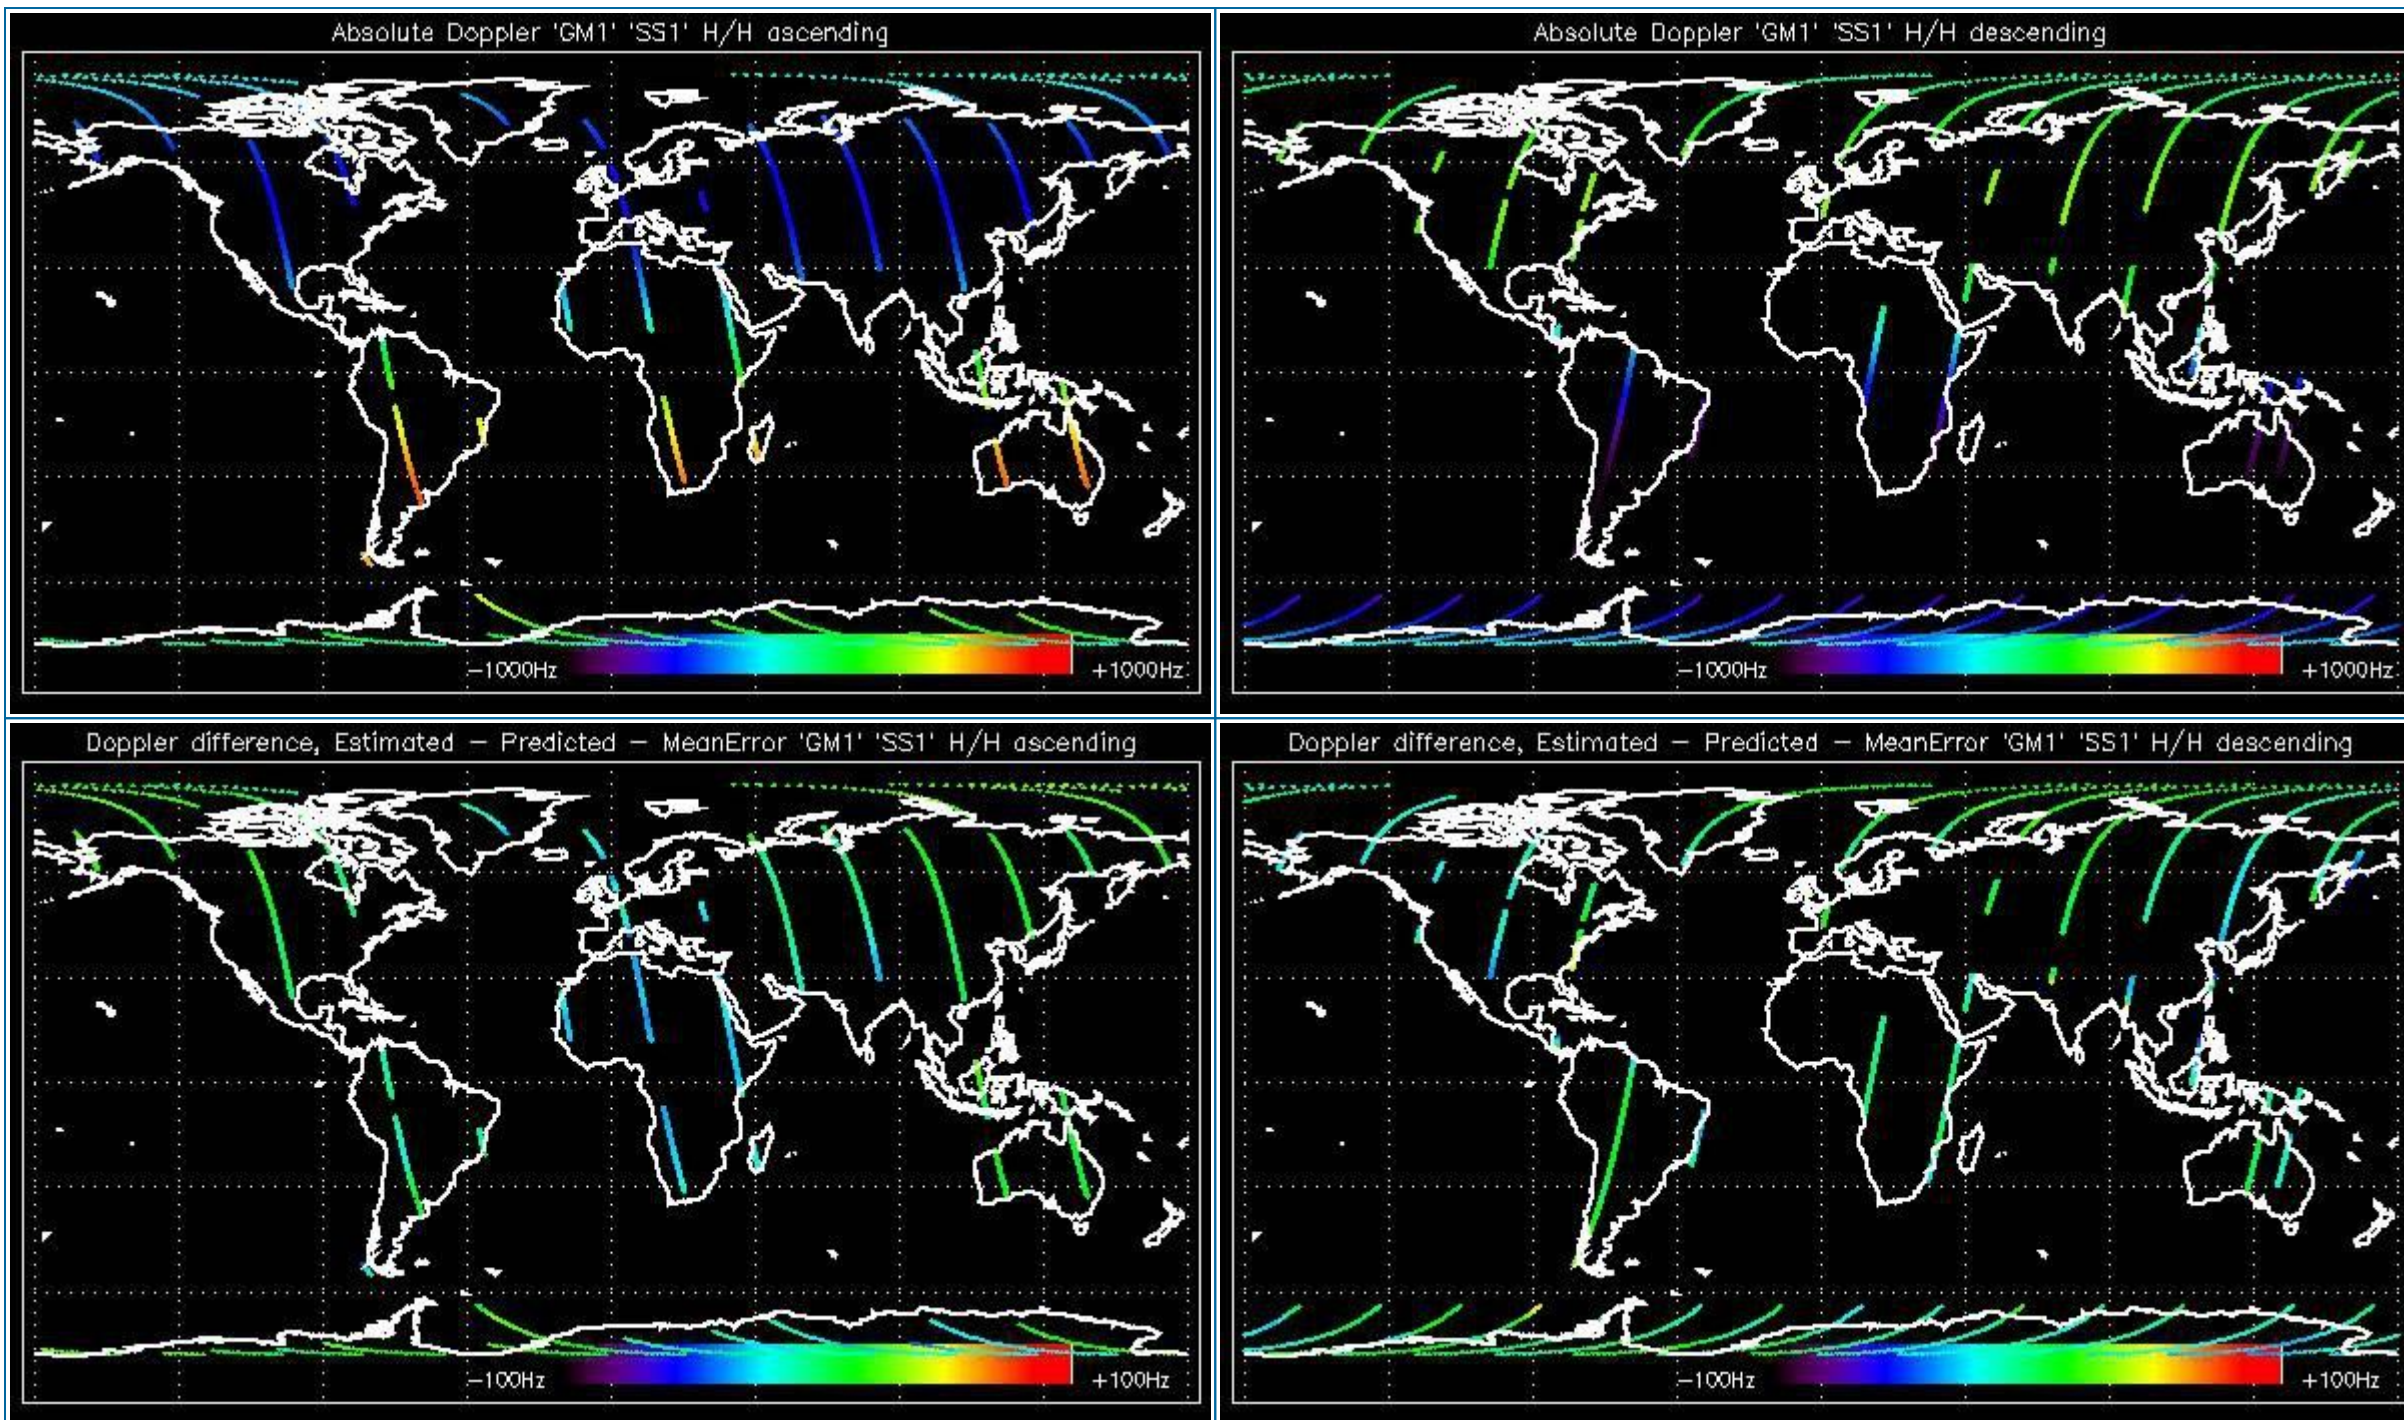 Absolute Doppler 'GM1' 'SS1' H/H ascending
-1000Hz
+1000Hz
Absolute Doppler 'GM1' 'SS1' H/H descending
-1000Hz
+1000Hz
Doppler difference, Estimated - Predicted - MeanError 'GM1' 'SS1' H/H ascending
-100Hz
+100Hz
Doppler difference, Estimated - Predicted - MeanError 'GM1' 'SS1' H/H descending
-100Hz
+100Hz